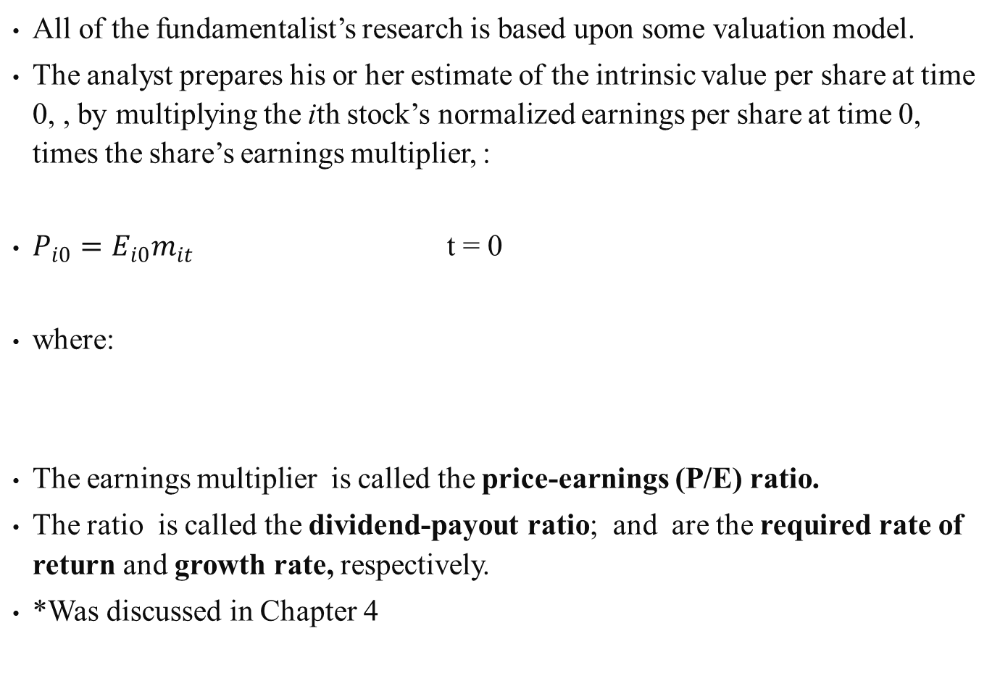 • All of the fundamentalist’s research is based upon some valuation model.
• The analyst prepares his or her estimate of the intrinsic value per share at time
0, , by multiplying the ith stock’s normalized earnings per share at time 0,
times the share’s earnings multiplier, :
• P_{i0} = E_{i0}m_{it} t = 0
• where:
• The earnings multiplier is called the price-earnings (P/E) ratio.
• The ratio is called the dividend-payout ratio; and are the required rate of
return and growth rate, respectively.
• *Was discussed in Chapter 4